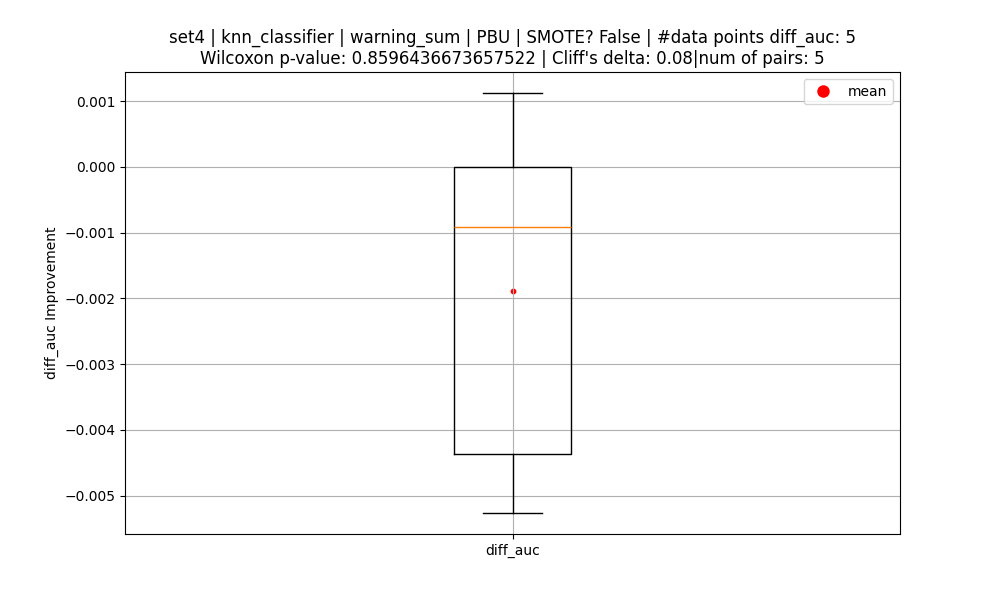 set4 | knn_classifier | warning_sum | PBU | SMOTE? False | #data points diff_auc: 5
Wilcoxon p-value: 0.8596436673657522 | Cliff's delta: 0.08|num of pairs: 5
mean
0.001
0.000
−0.001
−0.002
−0.003
−0.004
−0.005
diff_auc Improvement
diff_auc